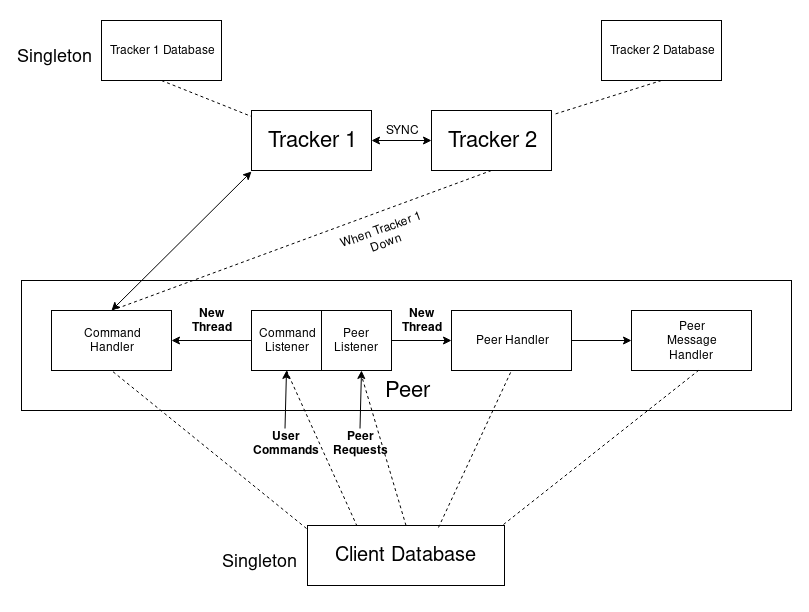 Singleton
Tracker 1 Database
Tracker 2 Database
Tracker 1
SYNC
Tracker 2
When Tracker 1
Down
New
Thread
New
Thread
Command
Handler
Command
Listener
Peer
Listener
Peer Handler
Peer
Message
Handler
Peer
User
Commands
Peer
Requests
Singleton
Client Database